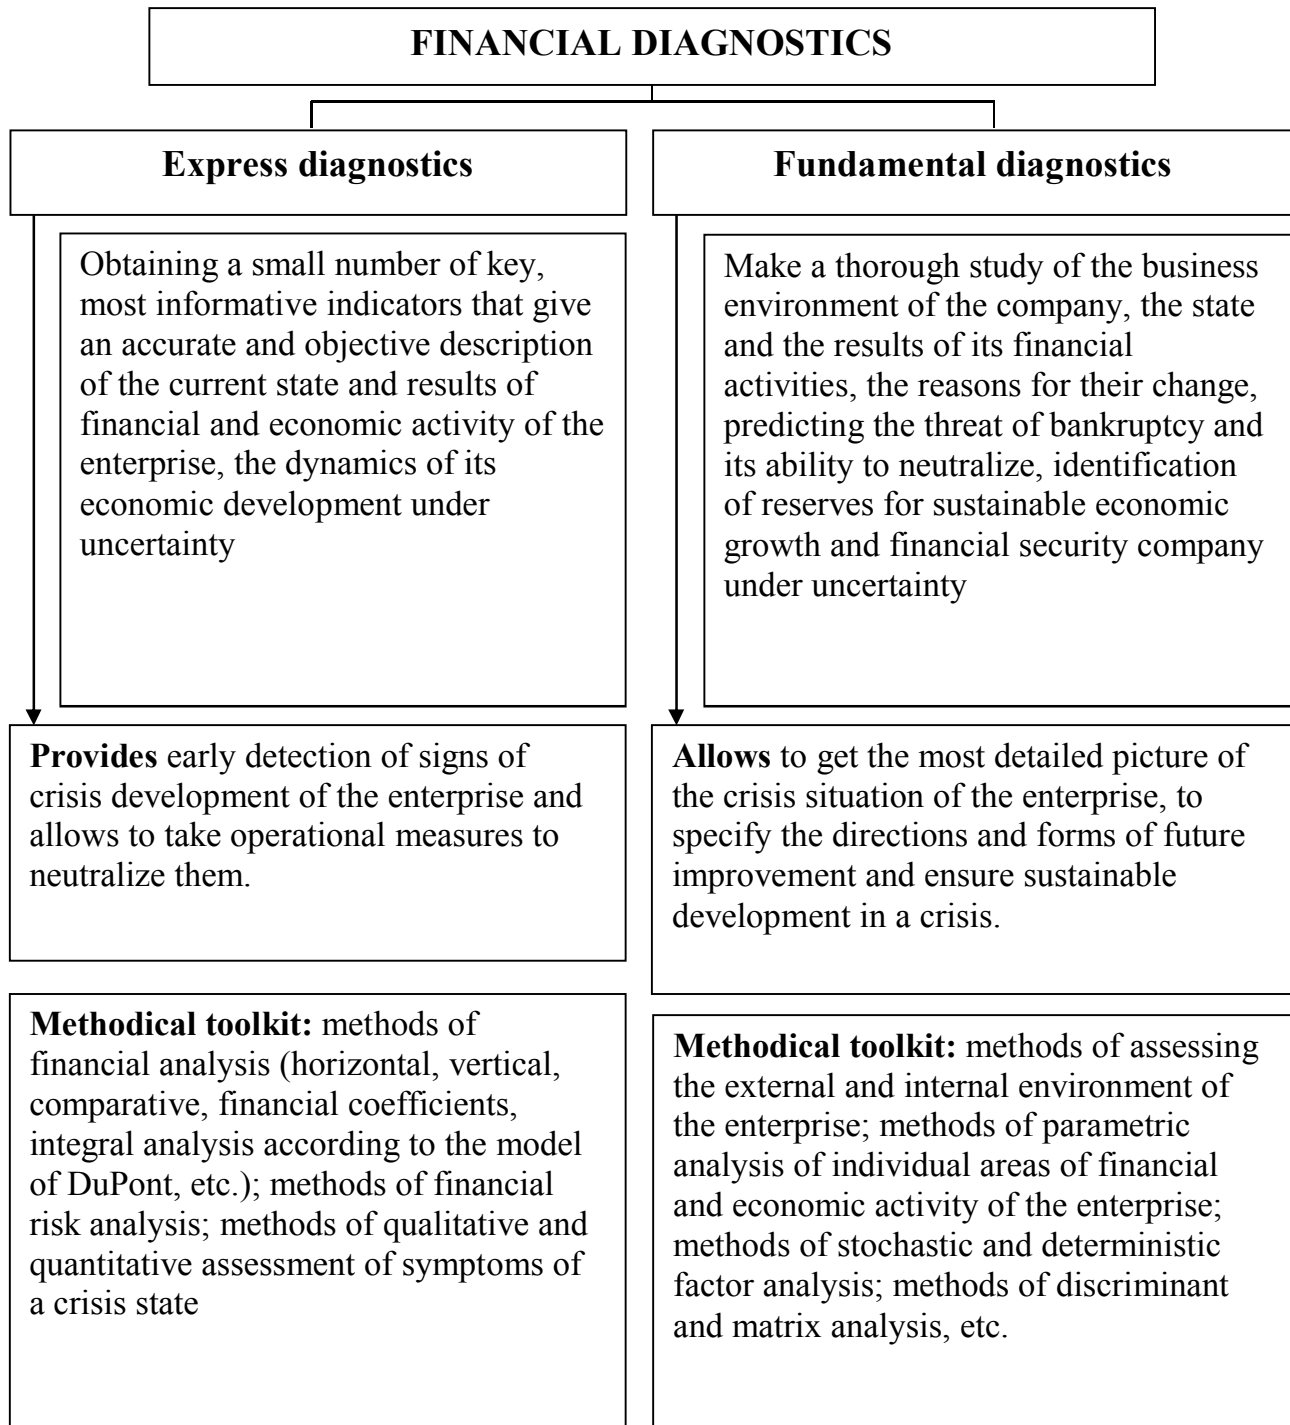 FINANCIAL DIAGNOSTICS
Express diagnostics
Obtaining a small number of key,
most informative indicators that give
an accurate and objective description
of the current state and results of
financial and economic activity of the
enterprise, the dynamics of its
economic development under
uncertainty
Provides early detection of signs of
crisis development of the enterprise and
allows to take operational measures to
neutralize them.
Methodical toolkit: methods of
financial analysis (horizontal, vertical,
comparative, financial coefficients,
integral analysis according to the model
of DuPont, etc.); methods of financial
risk analysis; methods of qualitative and
quantitative assessment of symptoms of
a crisis state
Fundamental diagnostics
Make a thorough study of the business
environment of the company, the state
and the results of its financial
activities, the reasons for their change,
predicting the threat of bankruptcy and
its ability to neutralize, identification
of reserves for sustainable economic
growth and financial security company
under uncertainty
Allows to get the most detailed picture of
the crisis situation of the enterprise, to
specify the directions and forms of future
improvement and ensure sustainable
development in a crisis.
Methodical toolkit: methods of assessing
the external and internal environment of
the enterprise; methods of parametric
analysis of individual areas of financial
and economic activity of the enterprise;
methods of stochastic and deterministic
factor analysis; methods of discriminant
and matrix analysis, etc.